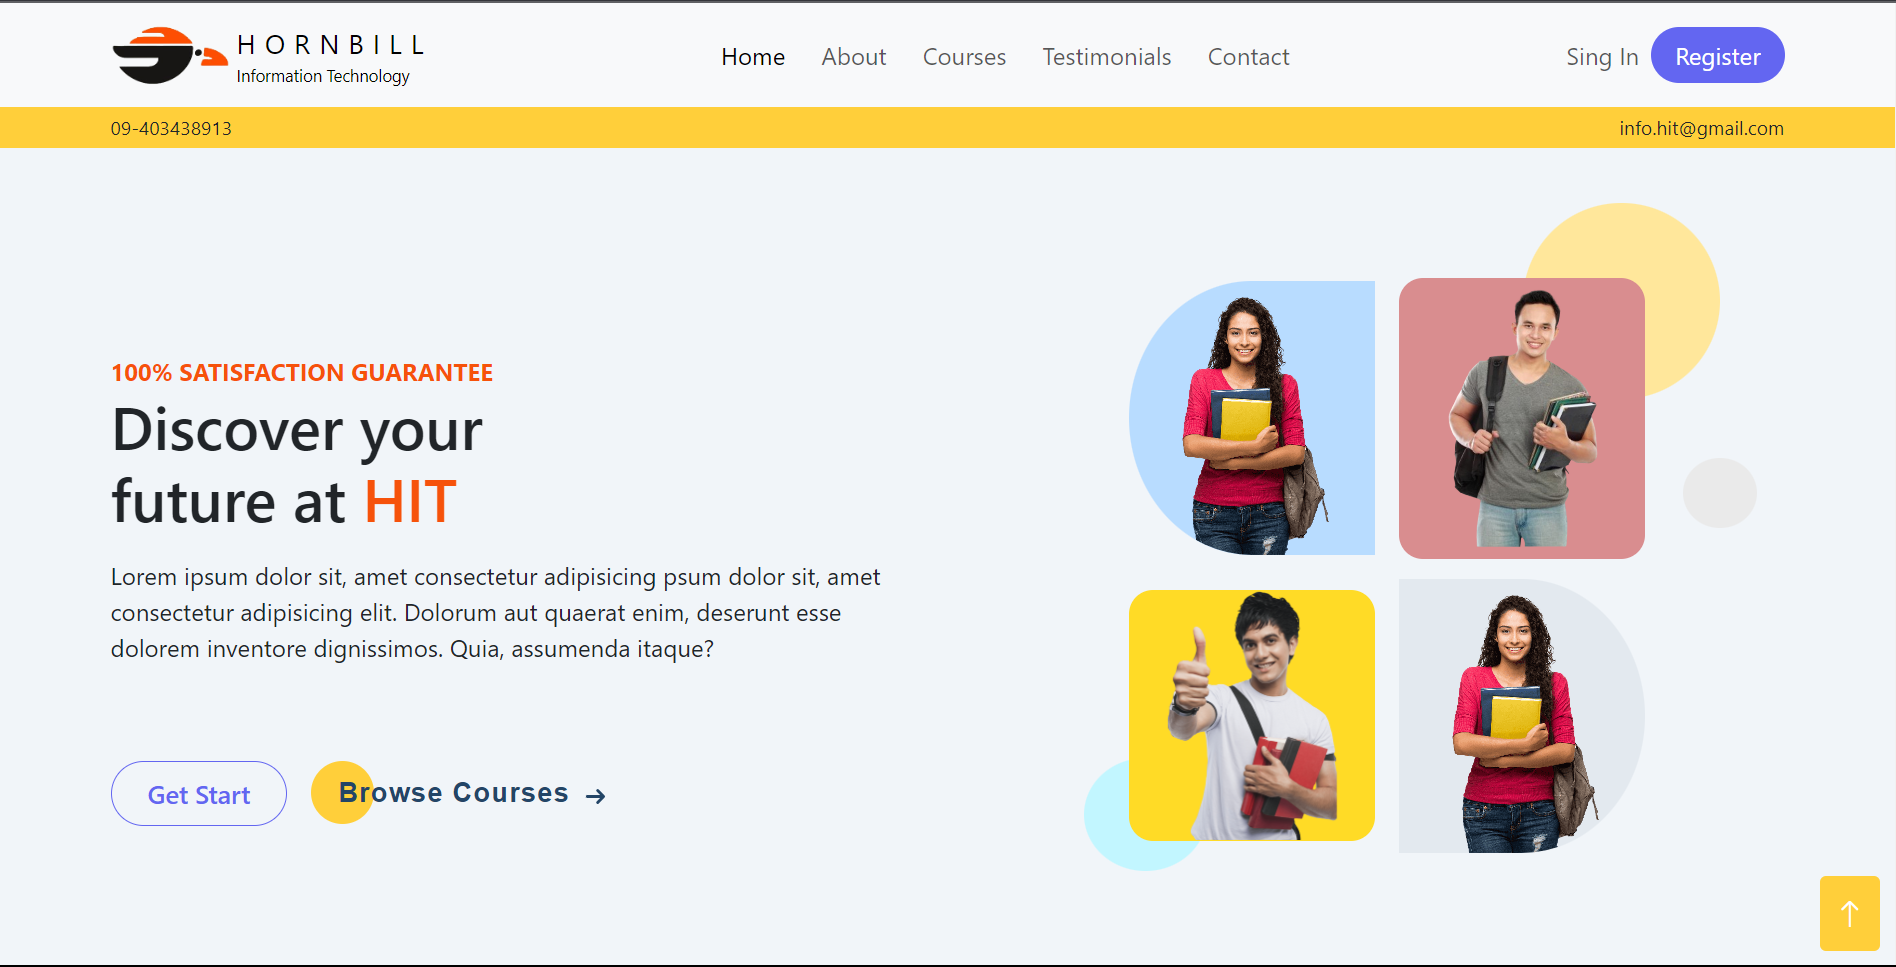 HORNBILL
Information Technology
Home About Courses Testimonials Contact
Sing In Register
09-403438913
info.hit@gmail.com
100% SATISFACTION GUARANTEE
Discover your
future at HIT
Lorem ipsum dolor sit, amet consectetur adipisicing psum dolor sit, amet
consectetur adipisicing elit. Dolorum aut quaerat enim, deserunt esse
dolorem inventore dignissimos. Quia, assumenda itaque?
Get Start
Browse Courses →